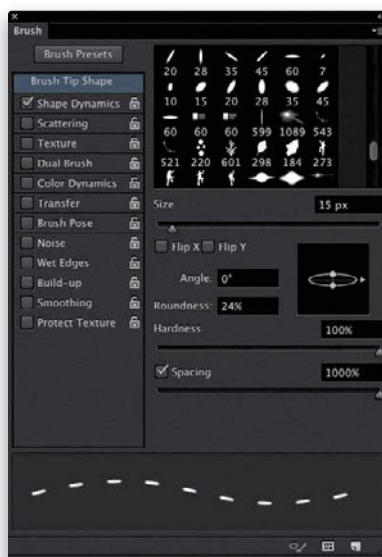 Brush
Brush Presets
Brush Tip Shape
Shape Dynamics
Scattering
Texture
Dual Brush
Color Dynamics
Transfer
Brush Pose
Noise
Wet Edges
Build-up
Smoothing
Protect Texture
20 28 35 45 60 7
10 15 20 28 35 45
60 60 60 599 1089 543
521 220 601 298 184 273
Size 15 px
Flip X Flip Y
Angle: 0°
Roundness: 24%
Hardness 100%
Spacing 1000%